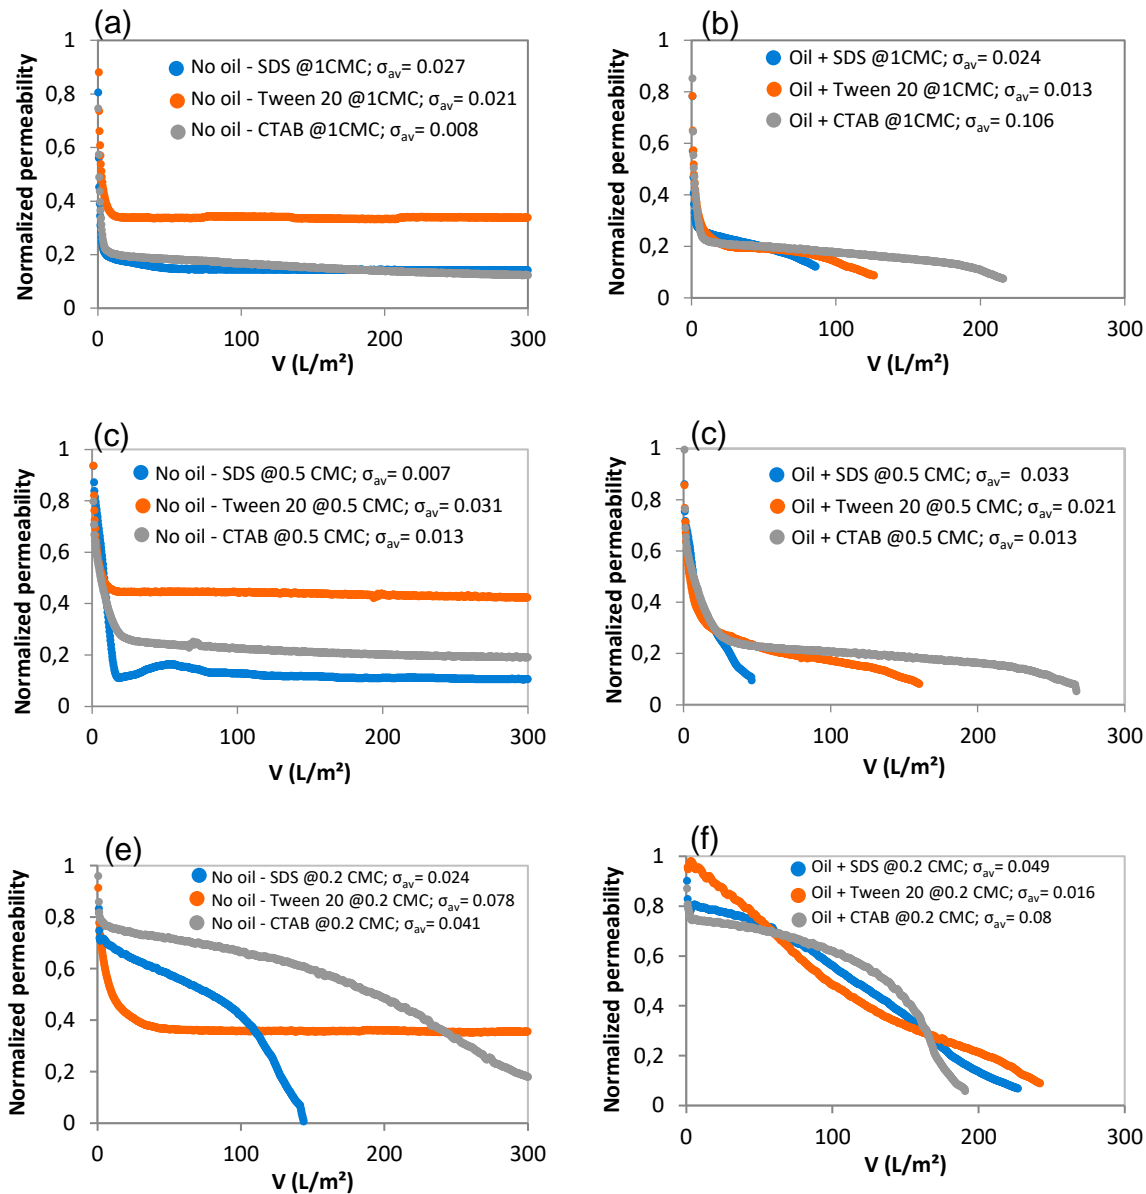 (a)
1
0,8
0,6
0,4
0,2
0
Normalized permeability
No oil - SDS @1CMC; σav= 0.027
No oil - Tween 20 @1CMC; σav= 0.021
No oil - CTAB @1CMC; σav= 0.008
0 100 200 300
V (L/m²)
(b)
1
0,8
0,6
0,4
0,2
0
Normalized permeability
Oil + SDS @1CMC; σav= 0.024
Oil + Tween 20 @1CMC; σav= 0.013
Oil + CTAB @1CMC; σav= 0.106
0 100 200 300
V (L/m²)
(c)
1
0,8
0,6
0,4
0,2
0
Normalized permeability
No oil - SDS @0.5 CMC; σav= 0.007
No oil - Tween 20 @0.5 CMC; σav= 0.031
No oil - CTAB @0.5 CMC; σav= 0.013
0 100 200 300
V (L/m²)
(c)
1
0,8
0,6
0,4
0,2
0
Normalized permeability
Oil + SDS @0.5 CMC; σav= 0.033
Oil + Tween 20 @0.5 CMC; σav= 0.021
Oil + CTAB @0.5 CMC; σav= 0.013
0 100 200 300
V (L/m²)
(e)
1
0,8
0,6
0,4
0,2
0
Normalized permeability
No oil - SDS @0.2 CMC; σav= 0.024
No oil - Tween 20 @0.2 CMC; σav= 0.078
No oil - CTAB @0.2 CMC; σav= 0.041
0 100 200 300
V (L/m²)
(f)
1
0,8
0,6
0,4
0,2
0
Normalized permeability
Oil + SDS @0.2 CMC; σav= 0.049
Oil + Tween 20 @0.2 CMC; σav= 0.016
Oil + CTAB @0.2 CMC; σav= 0.08
0 100 200 300
V (L/m²)